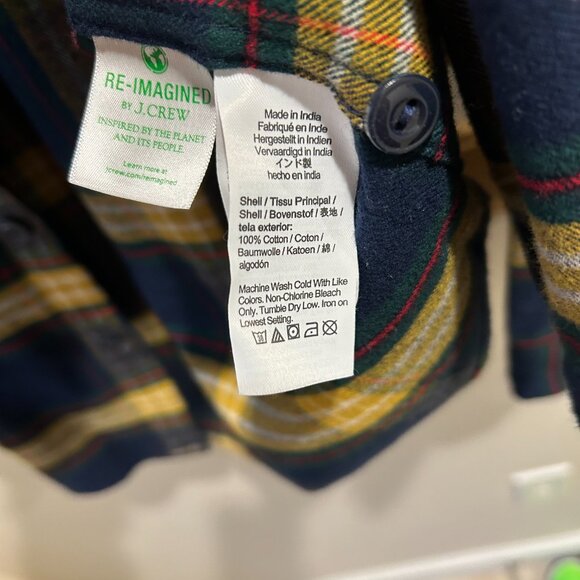 RE-IMAGINED
BY J.CREW
INSPIRED BY THE PLANET
AND ITS PEOPLE
Learn more at
jcrew.com/reimagined
Made in India
Fabriqué en Inde
Hergestellt in Indien
Vervaardigd in India
インド製
hecho en india
Shell / Tissu Principal /
Shell / Bovenstof / 表地 /
tela exterior:
100% Cotton / Coton /
Baumwolle / Katoen / 綿 /
algodón
Machine Wash Cold With Like
Colors. Non-Chlorine Bleach
Only. Tumble Dry Low. Iron on
Lowest Setting.